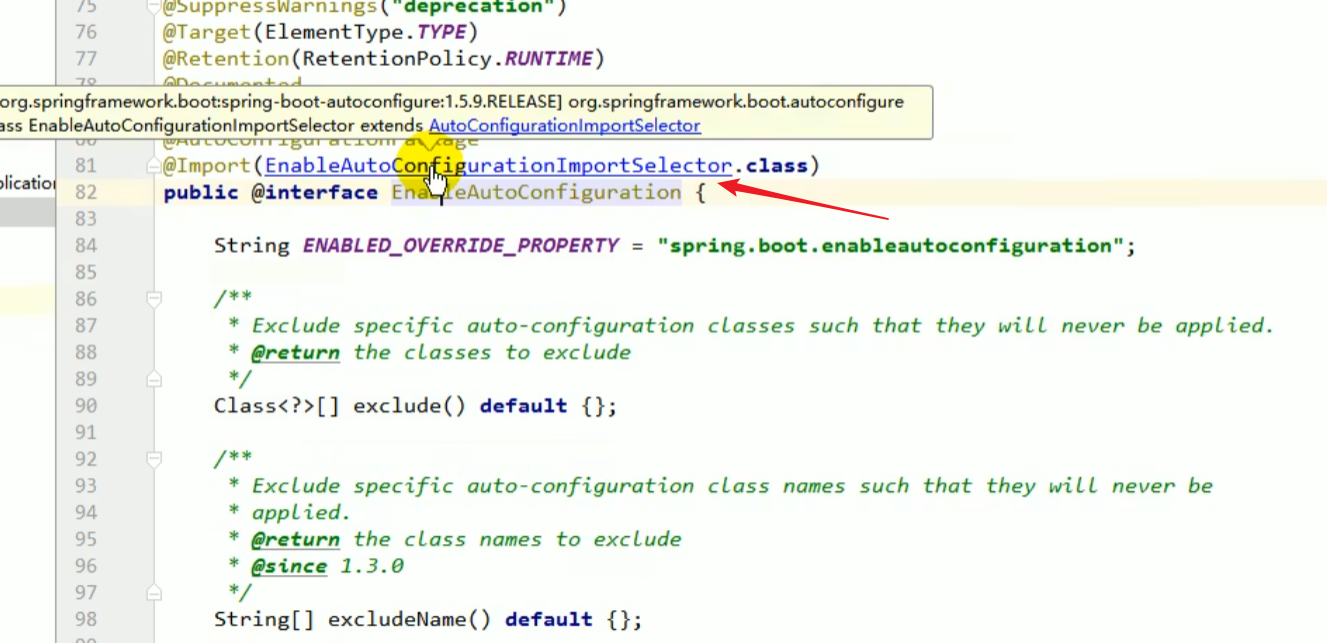 75 @SuppressWarnings("deprecation")
76 @Target(ElementType.TYPE)
77 @Retention(RetentionPolicy.RUNTIME)
78 @Documented
org.springframework.boot:spring-boot-autoconfigure:1.5.9.RELEASE] org.springframework.boot.autoconfigure
ass EnableAutoConfigurationImportSelector extends AutoConfigurationImportSelector
80 @AutoConfigurationPackage
81 @Import(EnableAutoConfigurationImportSelector.class)
plication
82 public @interface EnableAutoConfiguration {
83
84 String ENABLED_OVERRIDE_PROPERTY = "spring.boot.enableautoconfiguration";
85
86 /**
87 * Exclude specific auto-configuration classes such that they will never be applied.
88 * @return the classes to exclude
89 */
90 Class<?>[] exclude() default {};
91
92 /**
93 * Exclude specific auto-configuration class names such that they will never be
94 * applied.
95 * @return the class names to exclude
96 * @since 1.3.0
97 */
98 String[] excludeName() default {};